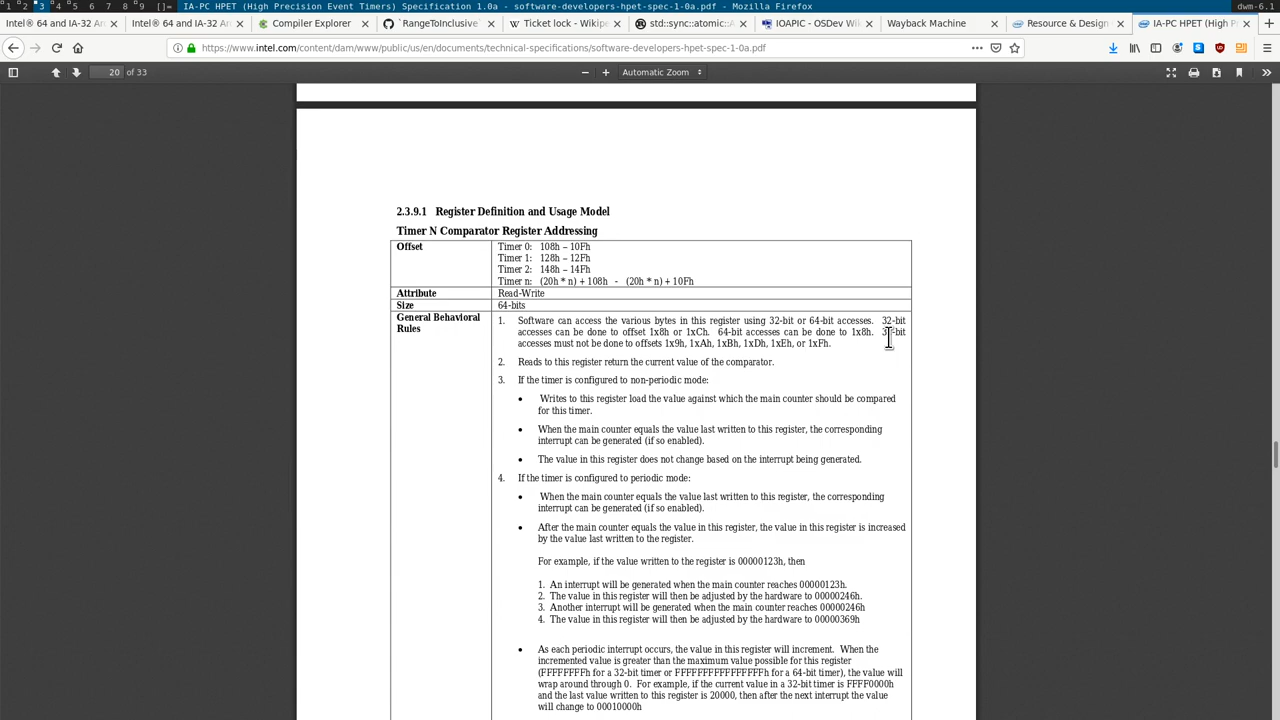 1 2 3 4 5 6 7 8 9 []= IA-PC HPET (High Precision Event Timers) Specification 1.0a - software-developers-hpet-spec-1-0a.pdf - Mozilla Firefox dwm-6.1
Intel® 64 and IA-32 An Intel® 64 and IA-32 Arc Compiler Explorer `RangeToInclusive` Ticket lock - Wikipe std::sync::atomic::A IOAPIC - OSDev Wi Wayback Machine Resource & Design IA-PC HPET (High P
https://www.intel.com/content/dam/www/public/us/en/documents/technical-specifications/software-developers-hpet-spec-1-0a.pdf
20 of 33 Automatic Zoom
2.3.9.1 Register Definition and Usage Model
Timer N Comparator Register Addressing
Offset Timer 0: 108h – 10Fh
Timer 1: 128h – 12Fh
Timer 2: 148h – 14Fh
Timer n: (20h * n) + 108h - (20h * n) + 10Fh
Attribute Read-Write
Size 64-bits
General Behavioral Rules
1. Software can access the various bytes in this register using 32-bit or 64-bit accesses. 32-bit
accesses can be done to offset 1x8h or 1xCh. 64-bit accesses can be done to 1x8h.
accesses must not be done to offsets 1x9h, 1xAh, 1xBh, 1xDh, 1xEh, or 1xFh.
2. Reads to this register return the current value of the comparator.
3. If the timer is configured to non-periodic mode:
• Writes to this register load the value against which the main counter should be compared
for this timer.
• When the main counter equals the value last written to this register, the corresponding
interrupt can be generated (if so enabled).
• The value in this register does not change based on the interrupt being generated.
4. If the timer is configured to periodic mode:
• When the main counter equals the value last written to this register, the corresponding
interrupt can be generated (if so enabled).
• After the main counter equals the value in this register, the value in this register is increased
by the value last written to the register.
For example, if the value written to the register is 00000123h, then
1. An interrupt will be generated when the main counter reaches 00000123h.
2. The value in this register will then be adjusted by the hardware to 00000246h.
3. Another interrupt will be generated when the main counter reaches 00000246h
4. The value in this register will then be adjusted by the hardware to 00000369h
• As each periodic interrupt occurs, the value in this register will increment. When the
incremented value is greater than the maximum value possible for this register
(FFFFFFFFh for a 32-bit timer or FFFFFFFFFFFFFFFFh for a 64-bit timer), the value will
wrap around through 0. For example, if the current value in a 32-bit timer is FFFF0000h
and the last value written to this register is 20000, then after the next interrupt the value
will change to 00010000h